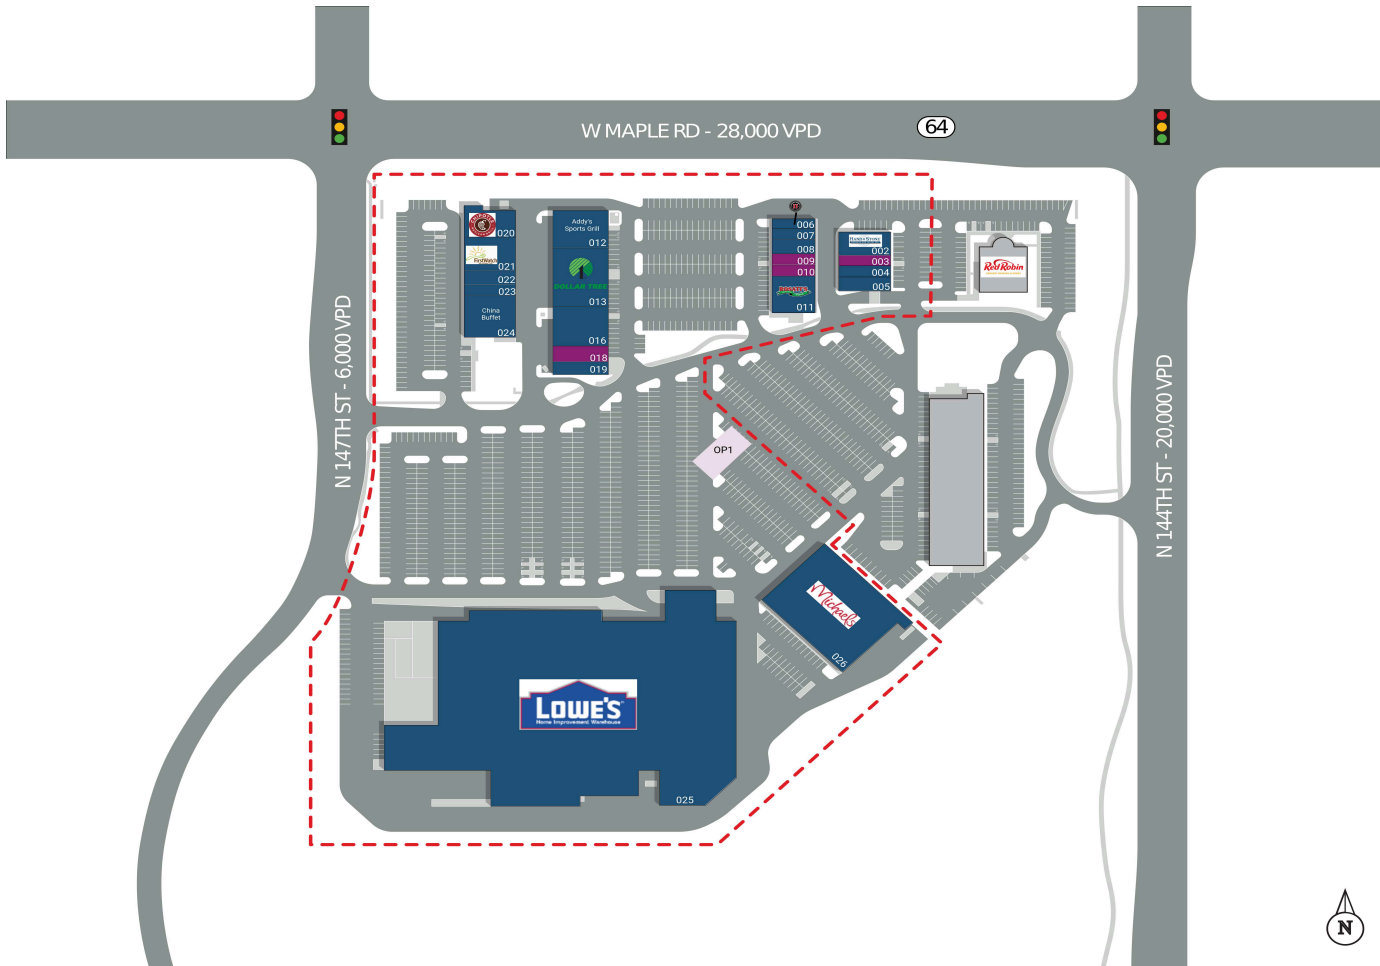 W MAPLE RD - 28,000 VPD
64
CHIPOTLE
020
FirstWatch
021
022
023
China
Buffet
024
Addy's
Sports Grill
012
DOLLAR TREE
013
016
018
019
006
007
008
009
010
011
002
003
004
005
Red Robin
N 147TH ST - 6,000 VPD
N 144TH ST - 20,000 VPD
OP1
Michaels
026
LOWE'S
Home Improvement Warehouse
025
N